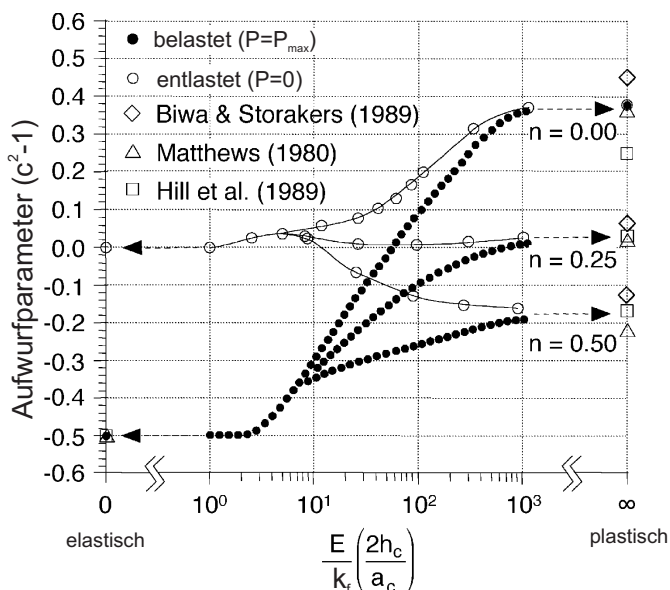 0.6
0.5
0.4
0.3
0.2
0.1
0.0
-0.1
-0.2
-0.3
-0.4
-0.5
-0.6
Aufwurfparameter (c²-1)
belastet (P=Pmax)
entlastet (P=0)
Biwa & Storakers (1989)
Matthews (1980)
Hill et al. (1989)
n = 0.00
n = 0.25
n = 0.50
0 10⁰ 10¹ 10² 10³ ∞
elastisch plastisch
E 2hc
kf ac